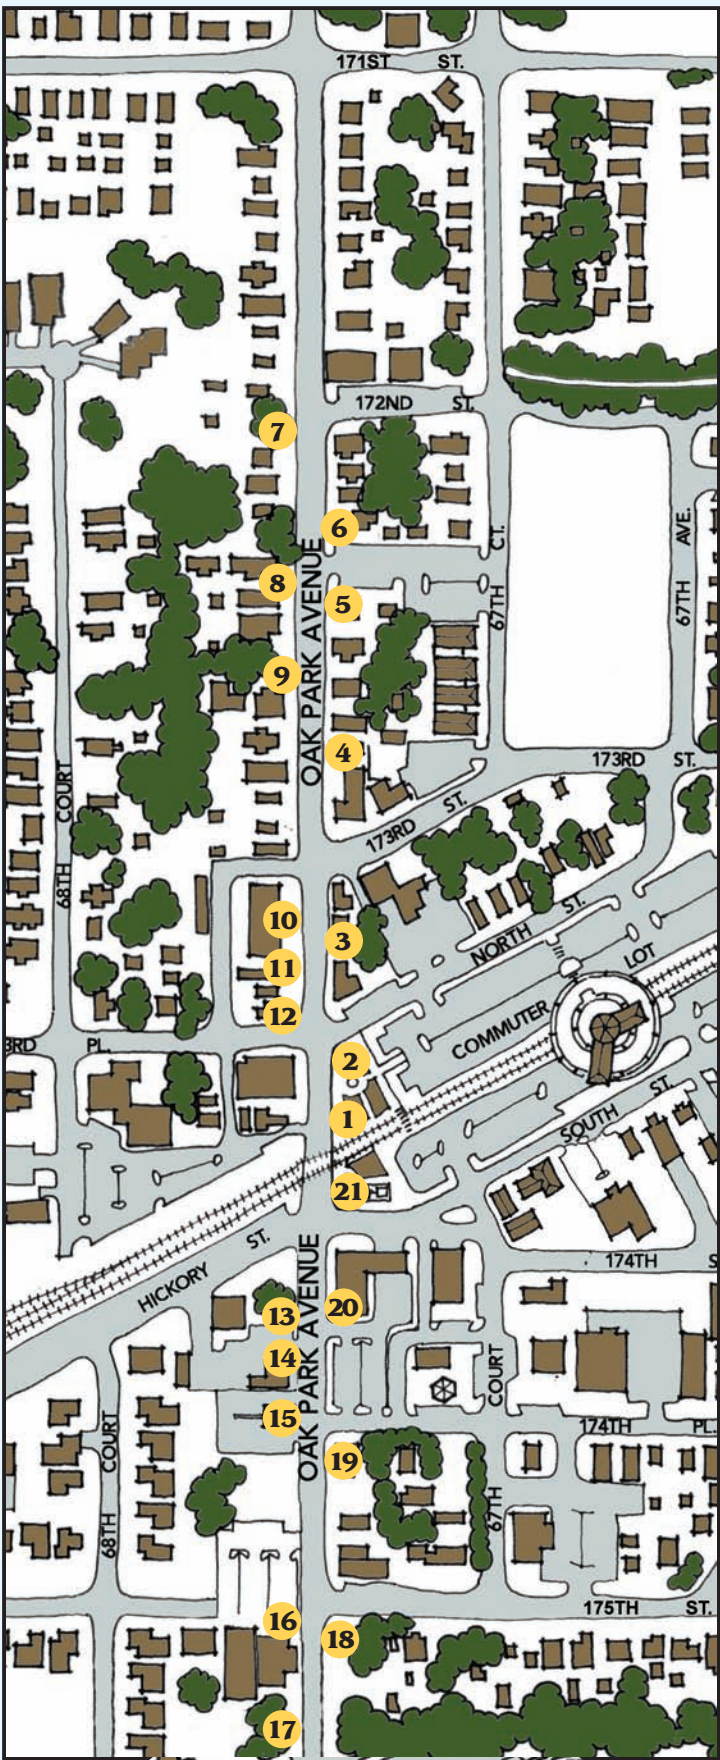 171ST ST.
172ND ST.
7
6
CT.
AVE.
8
5
67TH
67TH
OAK PARK AVENUE
9
4
173RD ST.
COURT
173RD ST.
68TH
10
3
NORTH ST.
11
LOT
12
COMMUTER
3RD PL.
2
1
SOUTH ST.
21
174TH S
HICKORY ST.
OAK PARK AVENUE
13
20
14
COURT
15
174TH PL.
COURT
19
67TH
68TH
175TH ST.
16
18
17